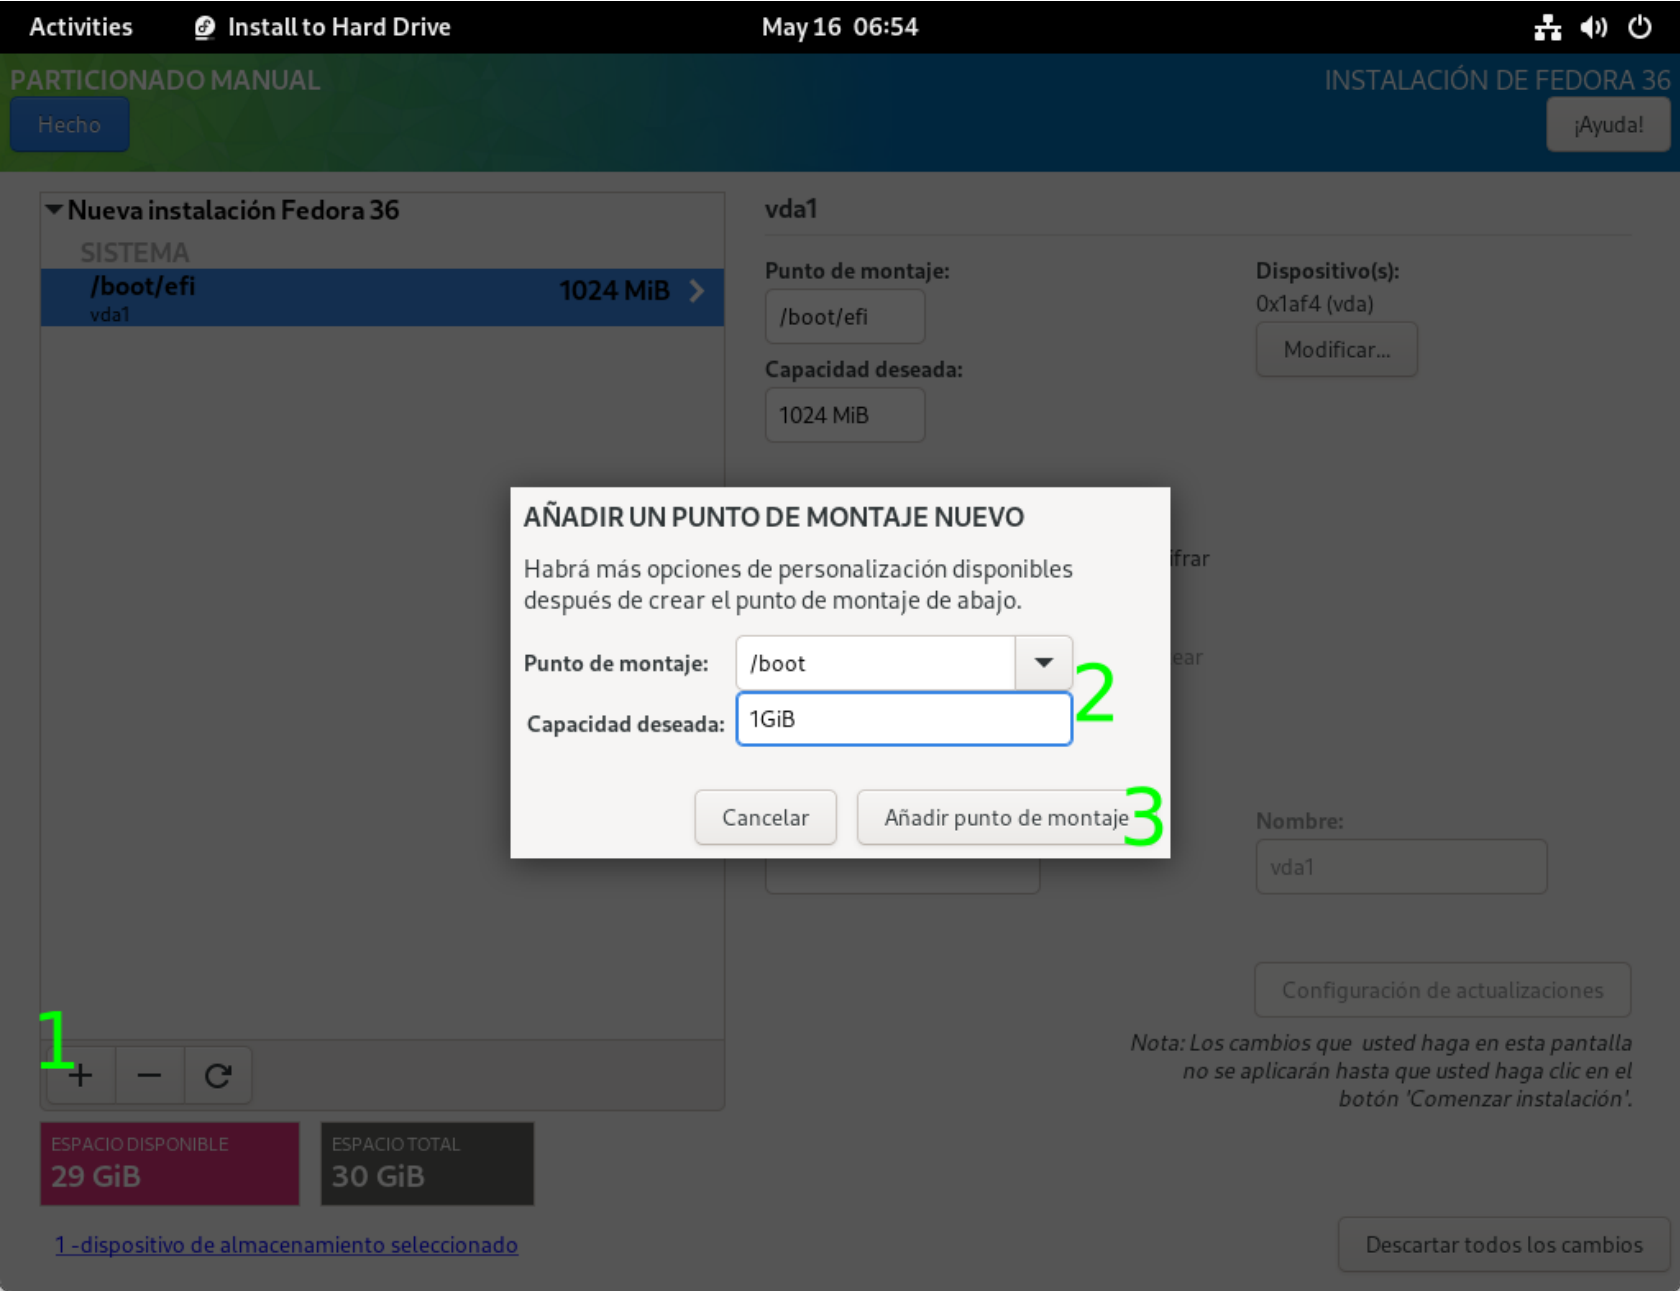 Activities Install to Hard Drive May 16 06:54
PARTICIONADO MANUAL
INSTALACIÓN DE FEDORA 36
Hecho
¡Ayuda!
Nueva instalación Fedora 36
SISTEMA
/boot/efi
1024 MiB
vda1
vda1
Punto de montaje:
/boot/efi
Capacidad deseada:
1024 MiB
Dispositivo(s):
0x1af4 (vda)
Modificar...
AÑADIR UN PUNTO DE MONTAJE NUEVO
Habrá más opciones de personalización disponibles
después de crear el punto de montaje de abajo.
Punto de montaje: /boot
2
Capacidad deseada: 1GiB
Cancelar
Añadir punto de montaje
3
ifrar
ear
Nombre:
vda1
Configuración de actualizaciones
Nota: Los cambios que usted haga en esta pantalla
no se aplicarán hasta que usted haga clic en el
botón 'Comenzar instalación'.
1
ESPACIO DISPONIBLE
29 GiB
ESPACIO TOTAL
30 GiB
1 -dispositivo de almacenamiento seleccionado
Descartar todos los cambios